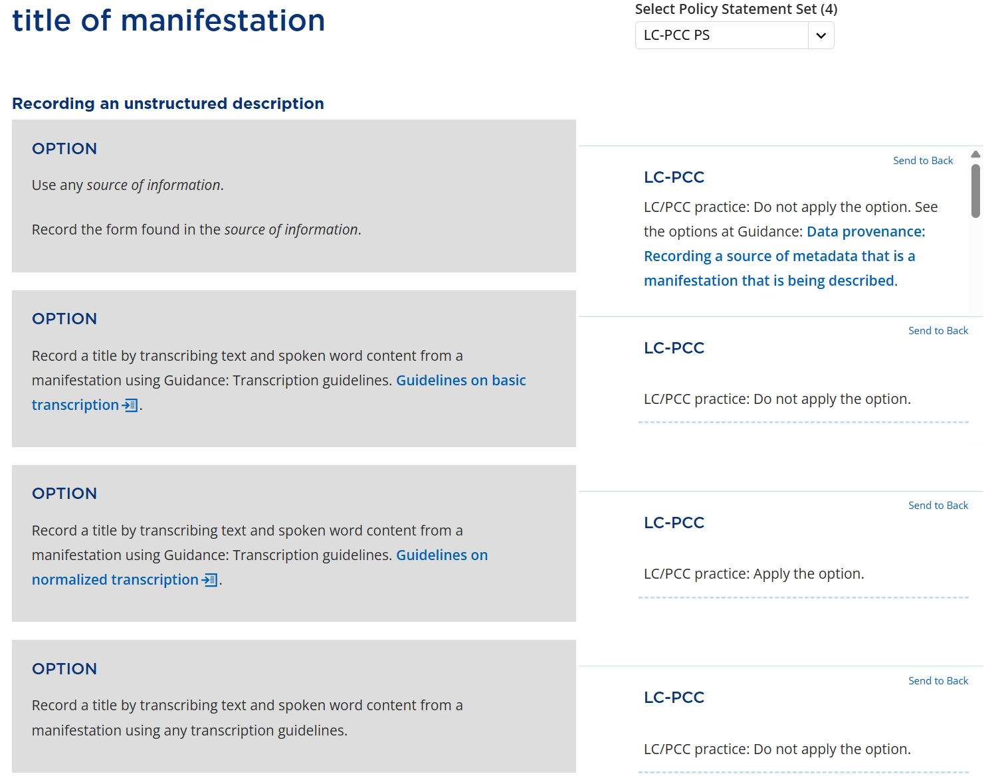 title of manifestation
Select Policy Statement Set (4)
LC-PCC PS
Recording an unstructured description
OPTION
Use any source of information.
Record the form found in the source of information.
Send to Back
LC-PCC
LC/PCC practice: Do not apply the option. See
the options at Guidance: Data provenance:
Recording a source of metadata that is a
manifestation that is being described.
OPTION
Record a title by transcribing text and spoken word content from a
manifestation using Guidance: Transcription guidelines. Guidelines on basic
transcription.
Send to Back
LC-PCC
LC/PCC practice: Do not apply the option.
OPTION
Record a title by transcribing text and spoken word content from a
manifestation using Guidance: Transcription guidelines. Guidelines on
normalized transcription.
Send to Back
LC-PCC
LC/PCC practice: Apply the option.
OPTION
Record a title by transcribing text and spoken word content from a
manifestation using any transcription guidelines.
Send to Back
LC-PCC
LC/PCC practice: Do not apply the option.